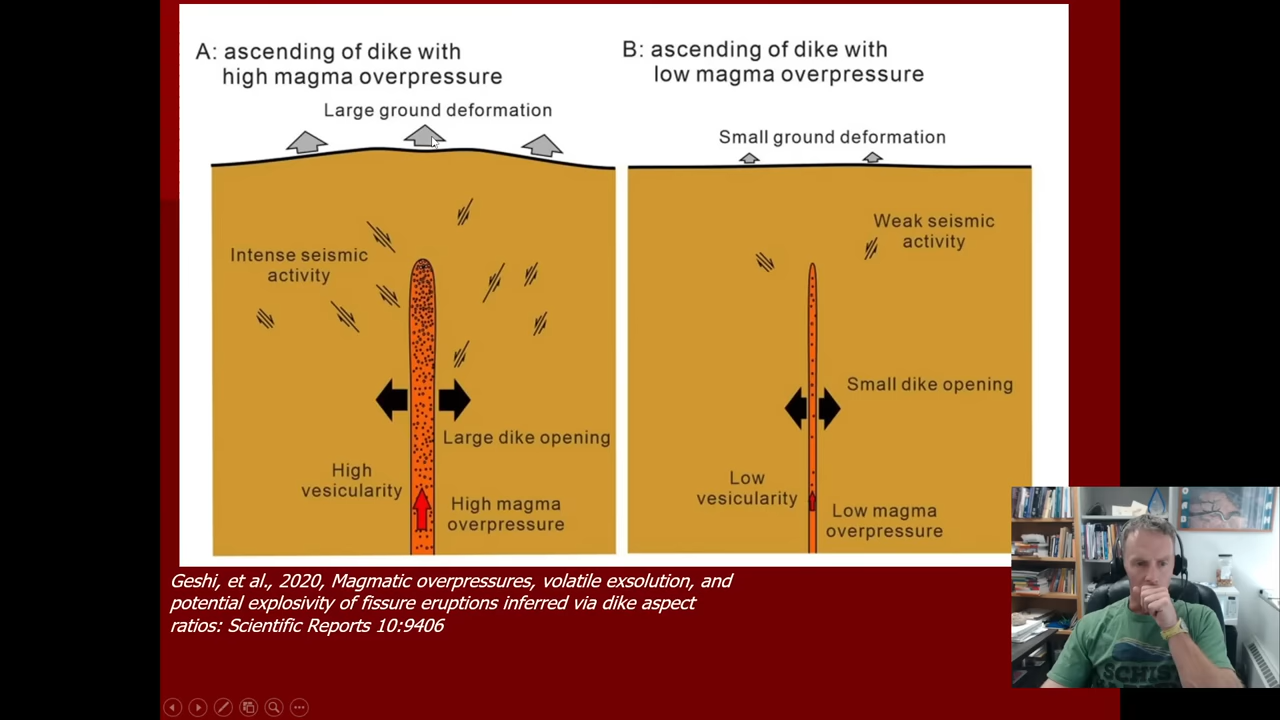 A: ascending of dike with
high magma overpressure
Large ground deformation
Intense seismic
activity
Large dike opening
High
vesicularity
High magma
overpressure
B: ascending of dike with
low magma overpressure
Small ground deformation
Weak seismic
activity
Small dike opening
Low
vesicularity
Low magma
overpressure
Geshi, et al., 2020, Magmatic overpressures, volatile exsolution, and
potential explosivity of fissure eruptions inferred via dike aspect
ratios: Scientific Reports 10:9406
SCHIST